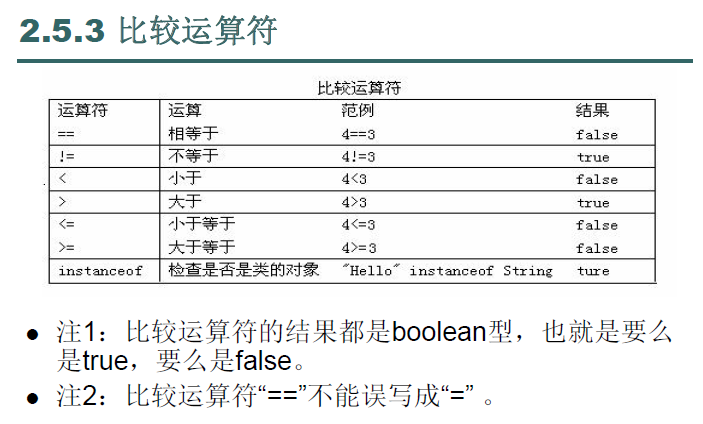 2.5.3 比较运算符
比较运算符
运算符 运算 范例 结果
== 相等于 4==3 false
!= 不等于 4!=3 true
< 小于 4<3 false
> 大于 4>3 true
<= 小于等于 4<=3 false
>= 大于等于 4>=3 false
instanceof 检查是否是类的对象 "Hello" instanceof String ture
● 注1：比较运算符的结果都是boolean型，也就是要么
是true，要么是false。
● 注2：比较运算符“==”不能误写成“=” 。